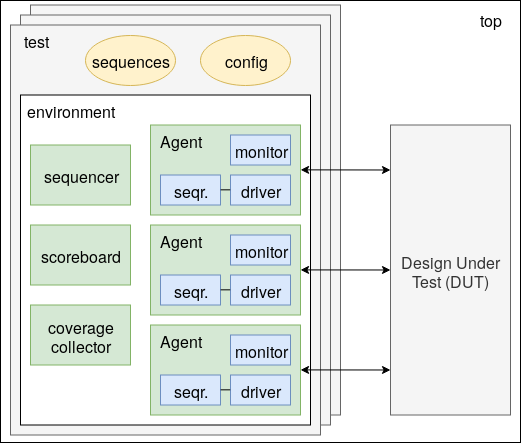 top
test
sequences
config
environment
sequencer
scoreboard
coverage
collector
Agent
monitor
seqr.
driver
Agent
monitor
seqr.
driver
Agent
monitor
seqr.
driver
Design Under
Test (DUT)